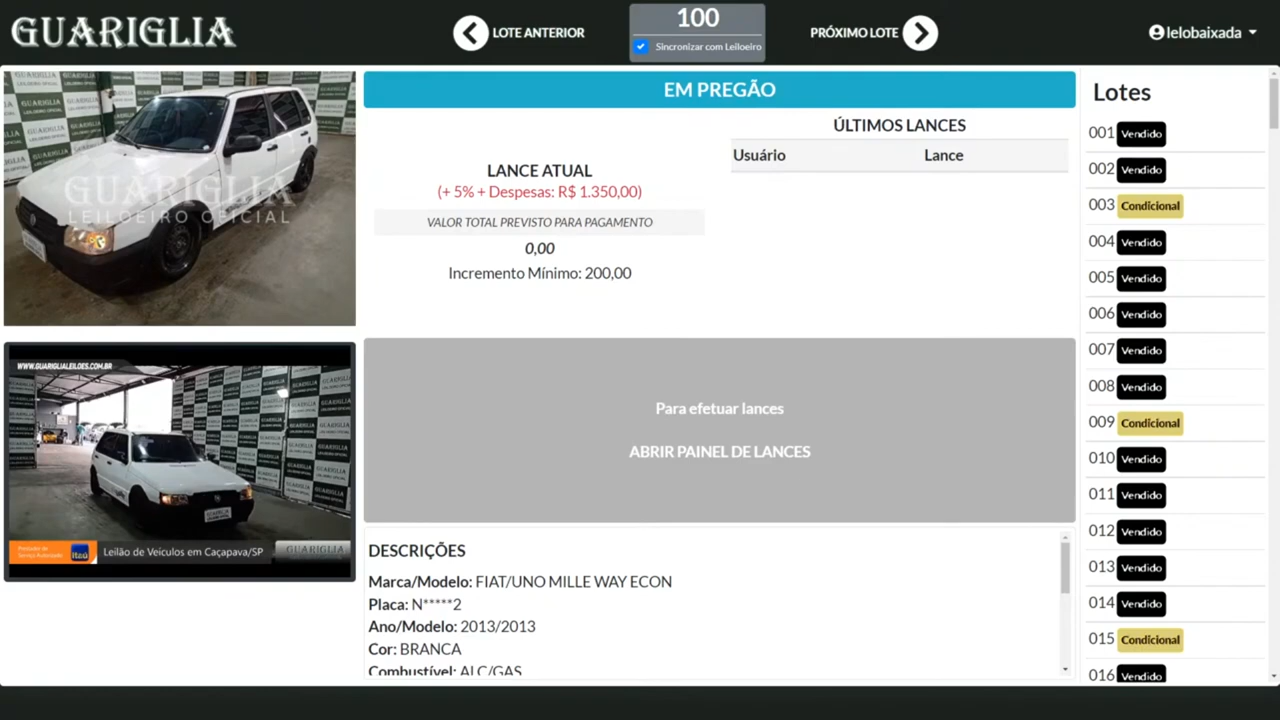 GUARIGLIA
LOTE ANTERIOR
100
Sincronizar com Leiloeiro
PRÓXIMO LOTE
lelobaixada
GUARIGLIA
LEILOEIRO OFICIAL
EM PREGÃO
LANCE ATUAL
(+ 5% + Despesas: R$ 1.350,00)
VALOR TOTAL PREVISTO PARA PAGAMENTO
0,00
Incremento Mínimo: 200,00
ÚLTIMOS LANCES
Usuário Lance
WWW.GUARIGLIALEILOES.COM.BR
Itaú
Leilão de Veículos em Caçapava/SP
GUARIGLIA
Para efetuar lances
ABRIR PAINEL DE LANCES
DESCRIÇÕES
Marca/Modelo: FIAT/UNO MILLE WAY ECON
Placa: N*****2
Ano/Modelo: 2013/2013
Cor: BRANCA
Combustível: ALC/GAS
Lotes
001 Vendido
002 Vendido
003 Condicional
004 Vendido
005 Vendido
006 Vendido
007 Vendido
008 Vendido
009 Condicional
010 Vendido
011 Vendido
012 Vendido
013 Vendido
014 Vendido
015 Condicional
016 Vendido